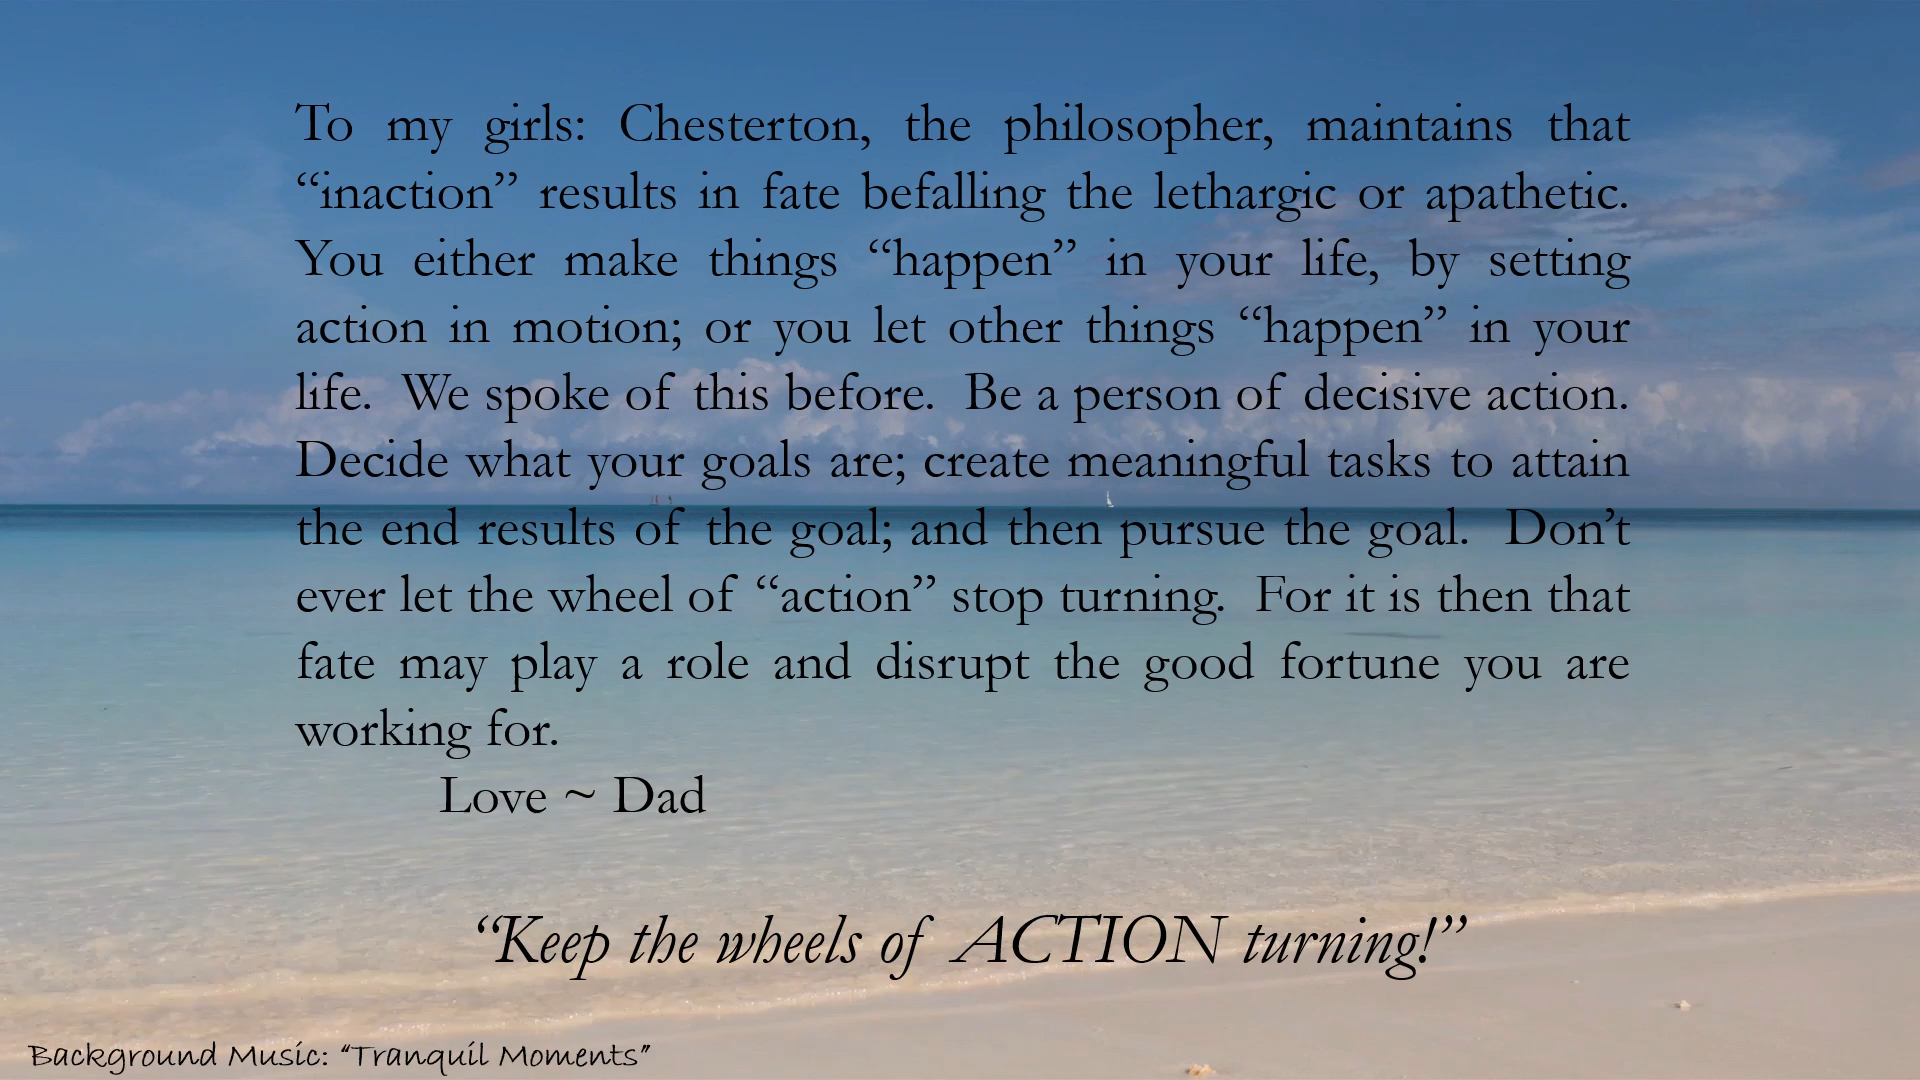 To my girls: Chesterton, the philosopher, maintains that
“inaction” results in fate befalling the lethargic or apathetic.
You either make things “happen” in your life, by setting
action in motion; or you let other things “happen” in your
life. We spoke of this before. Be a person of decisive action.
Decide what your goals are; create meaningful tasks to attain
the end results of the goal; and then pursue the goal. Don’t
ever let the wheel of “action” stop turning. For it is then that
fate may play a role and disrupt the good fortune you are
working for.
Love ~ Dad
“Keep the wheels of ACTION turning!”
Background Music: “Tranquil Moments”